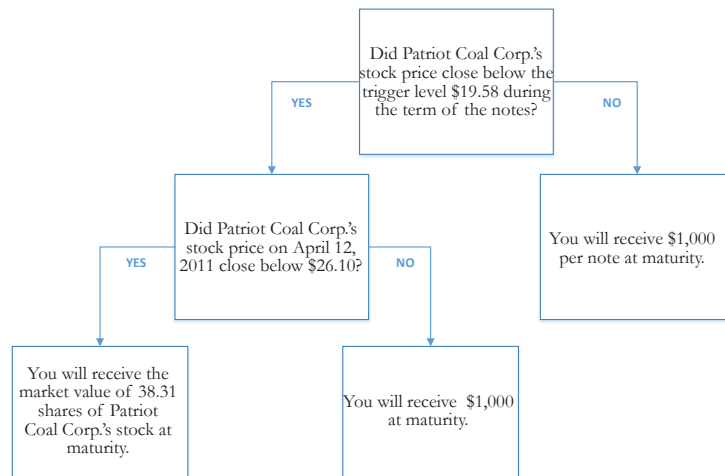 Did Patriot Coal Corp.'s
stock price close below the
trigger level $19.58 during
the term of the notes?
YES
NO
Did Patriot Coal Corp.'s
stock price on April 12,
2011 close below $26.10?
You will receive $1,000
per note at maturity.
YES
NO
You will receive the
market value of 38.31
shares of Patriot
Coal Corp.'s stock at
maturity.
You will receive $1,000
at maturity.